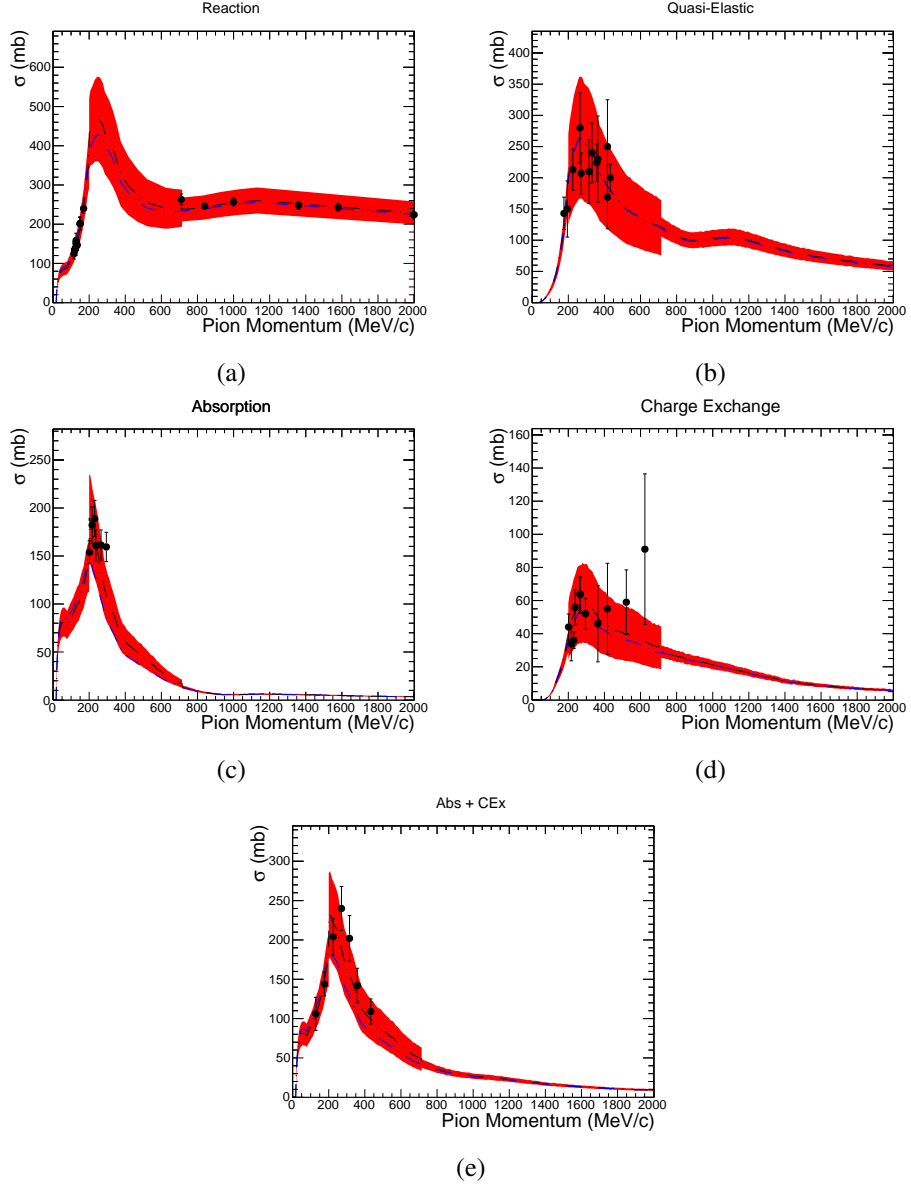 Reaction
σ (mb)
600
500
400
300
200
100
0
0 200 400 600 800 1000 1200 1400 1600 1800 2000
Pion Momentum (MeV/c)
(a)
Quasi-Elastic
σ (mb)
400
350
300
250
200
150
100
50
0
0 200 400 600 800 1000 1200 1400 1600 1800 2000
Pion Momentum (MeV/c)
(b)
Absorption
σ (mb)
250
200
150
100
50
0
0 200 400 600 800 1000 1200 1400 1600 1800 2000
Pion Momentum (MeV/c)
(c)
Charge Exchange
σ (mb)
160
140
120
100
80
60
40
20
0
0 200 400 600 800 1000 1200 1400 1600 1800 2000
Pion Momentum (MeV/c)
(d)
Abs + CEx
σ (mb)
300
250
200
150
100
50
0
0 200 400 600 800 1000 1200 1400 1600 1800 2000
Pion Momentum (MeV/c)
(e)